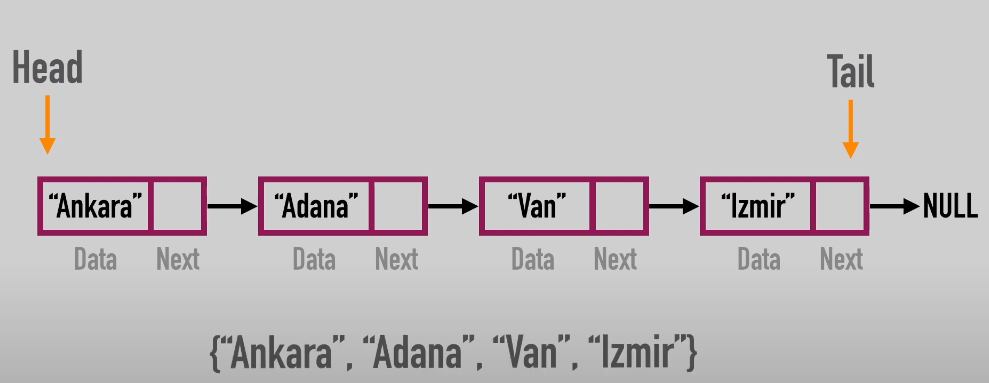 Head
Tail
“Ankara” “Adana” “Van” “Izmir” NULL
Data Next Data Next Data Next Data Next
{“Ankara”, “Adana”, “Van”, “Izmir”}